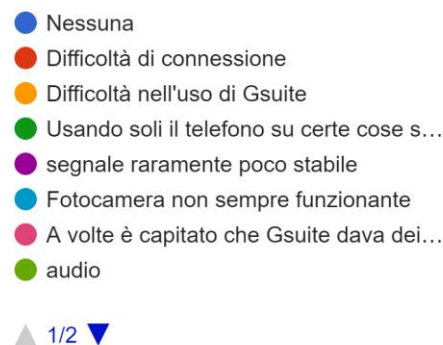 Nessuna
Difficoltà di connessione
Difficoltà nell'uso di Gsuite
Usando soli il telefono su certe cose s...
segnale raramente poco stabile
Fotocamera non sempre funzionante
A volte è capitato che Gsuite dava dei...
audio
1/2